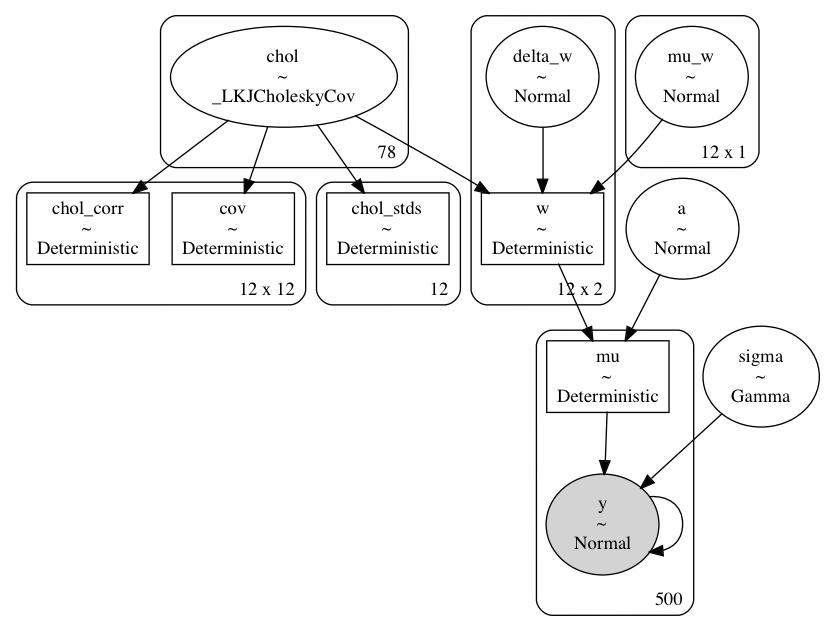 chol
~
_LKJCholeskyCov
78
delta_w
~
Normal
mu_w
~
Normal
12 x 1
chol_corr
~
Deterministic
cov
~
Deterministic
12 x 12
chol_stds
~
Deterministic
12
w
~
Deterministic
12 x 2
a
~
Normal
mu
~
Deterministic
sigma
~
Gamma
y
~
Normal
500